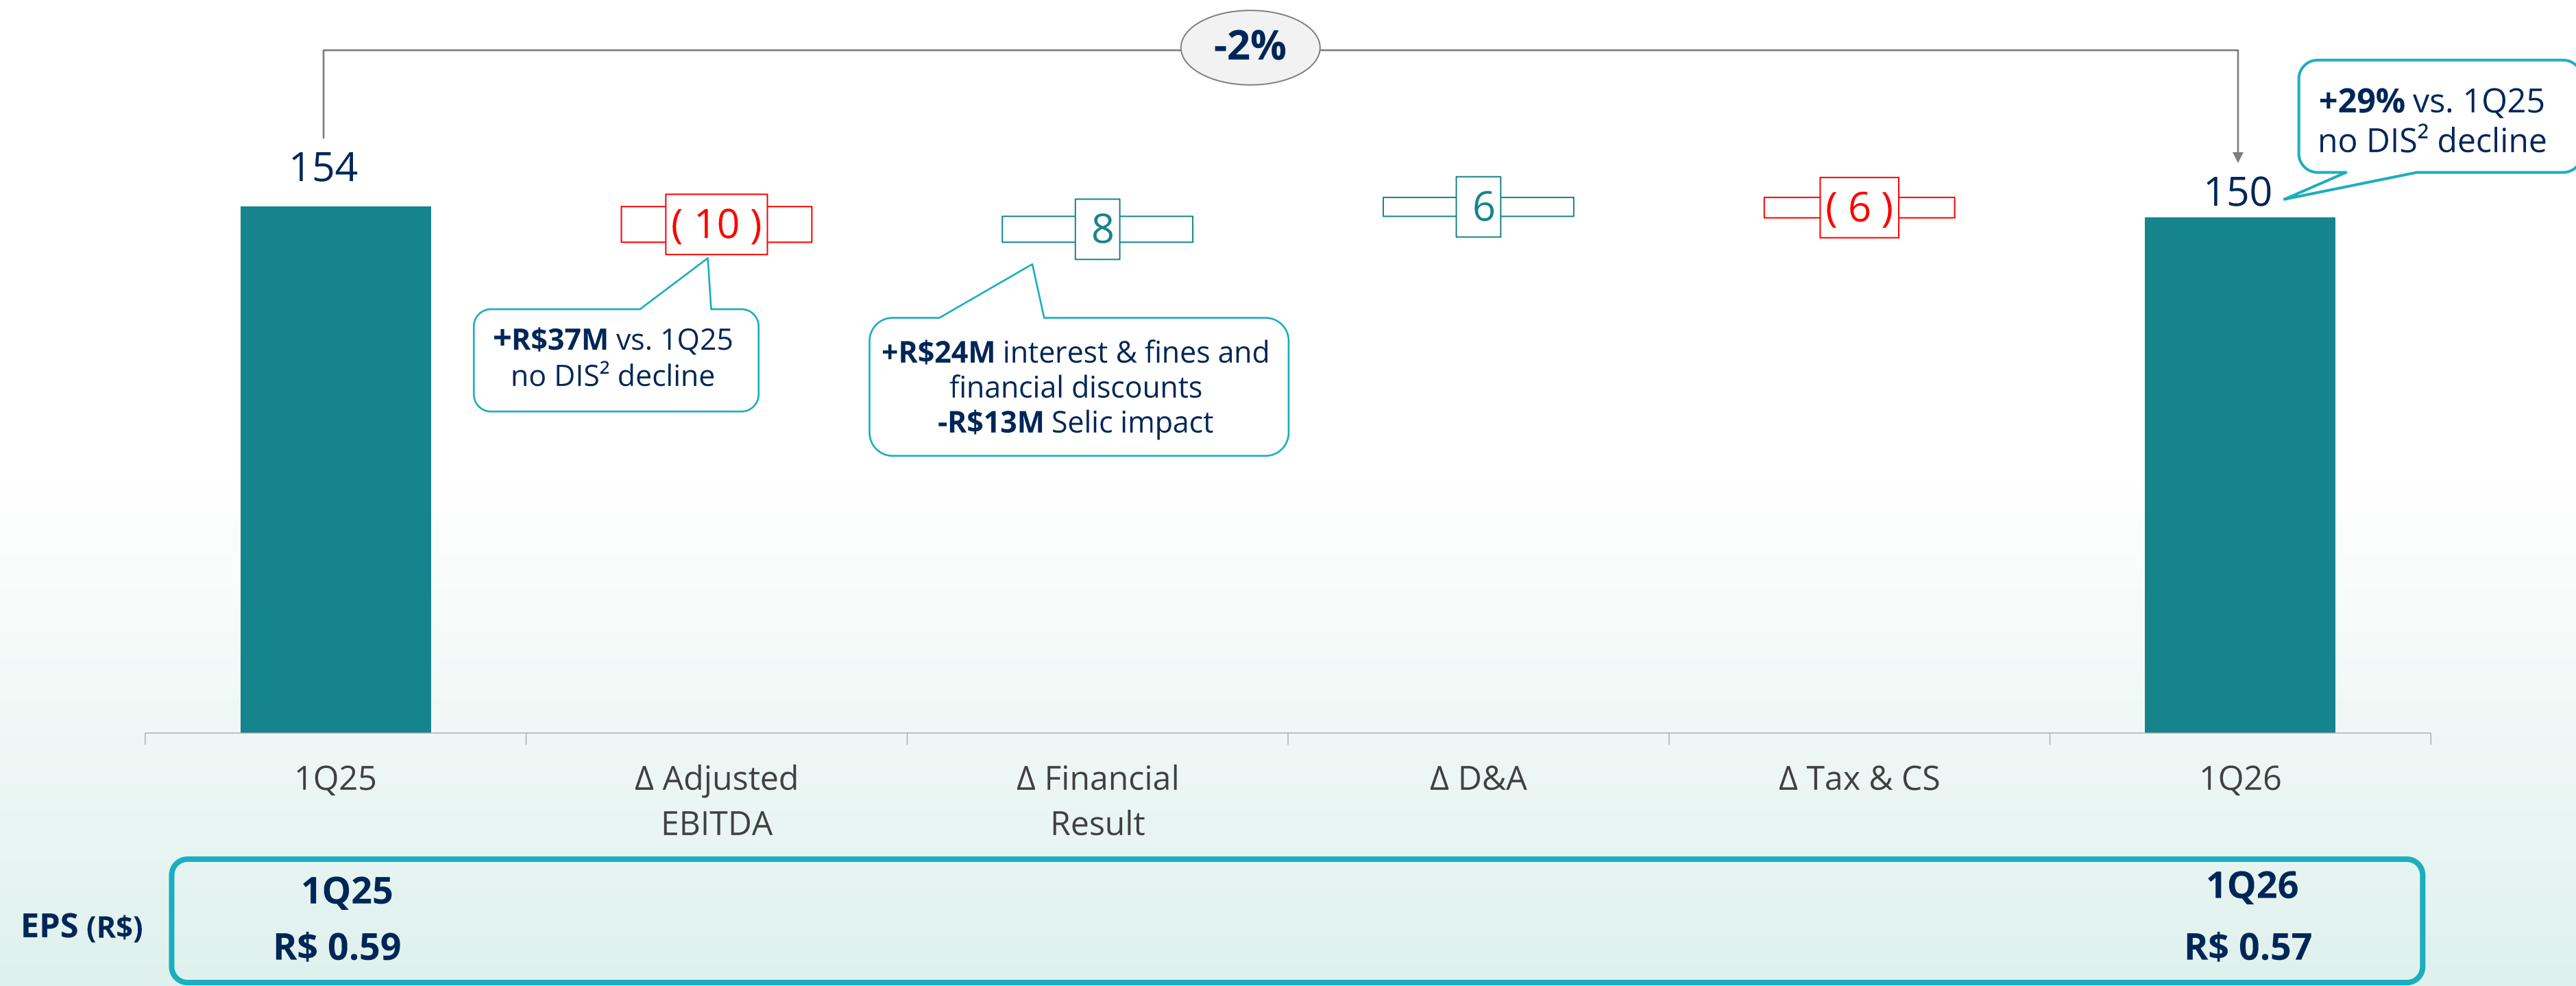 -2%
+29% vs. 1Q25
no DIS² decline
154
( 10 )
8
6
( 6 )
150
+R$37M vs. 1Q25
no DIS² decline
+R$24M interest & fines and
financial discounts
-R$13M Selic impact
1Q25
Δ Adjusted
EBITDA
Δ Financial
Result
Δ D&A
Δ Tax & CS
1Q26
EPS (R$)
1Q25
R$ 0.59
1Q26
R$ 0.57